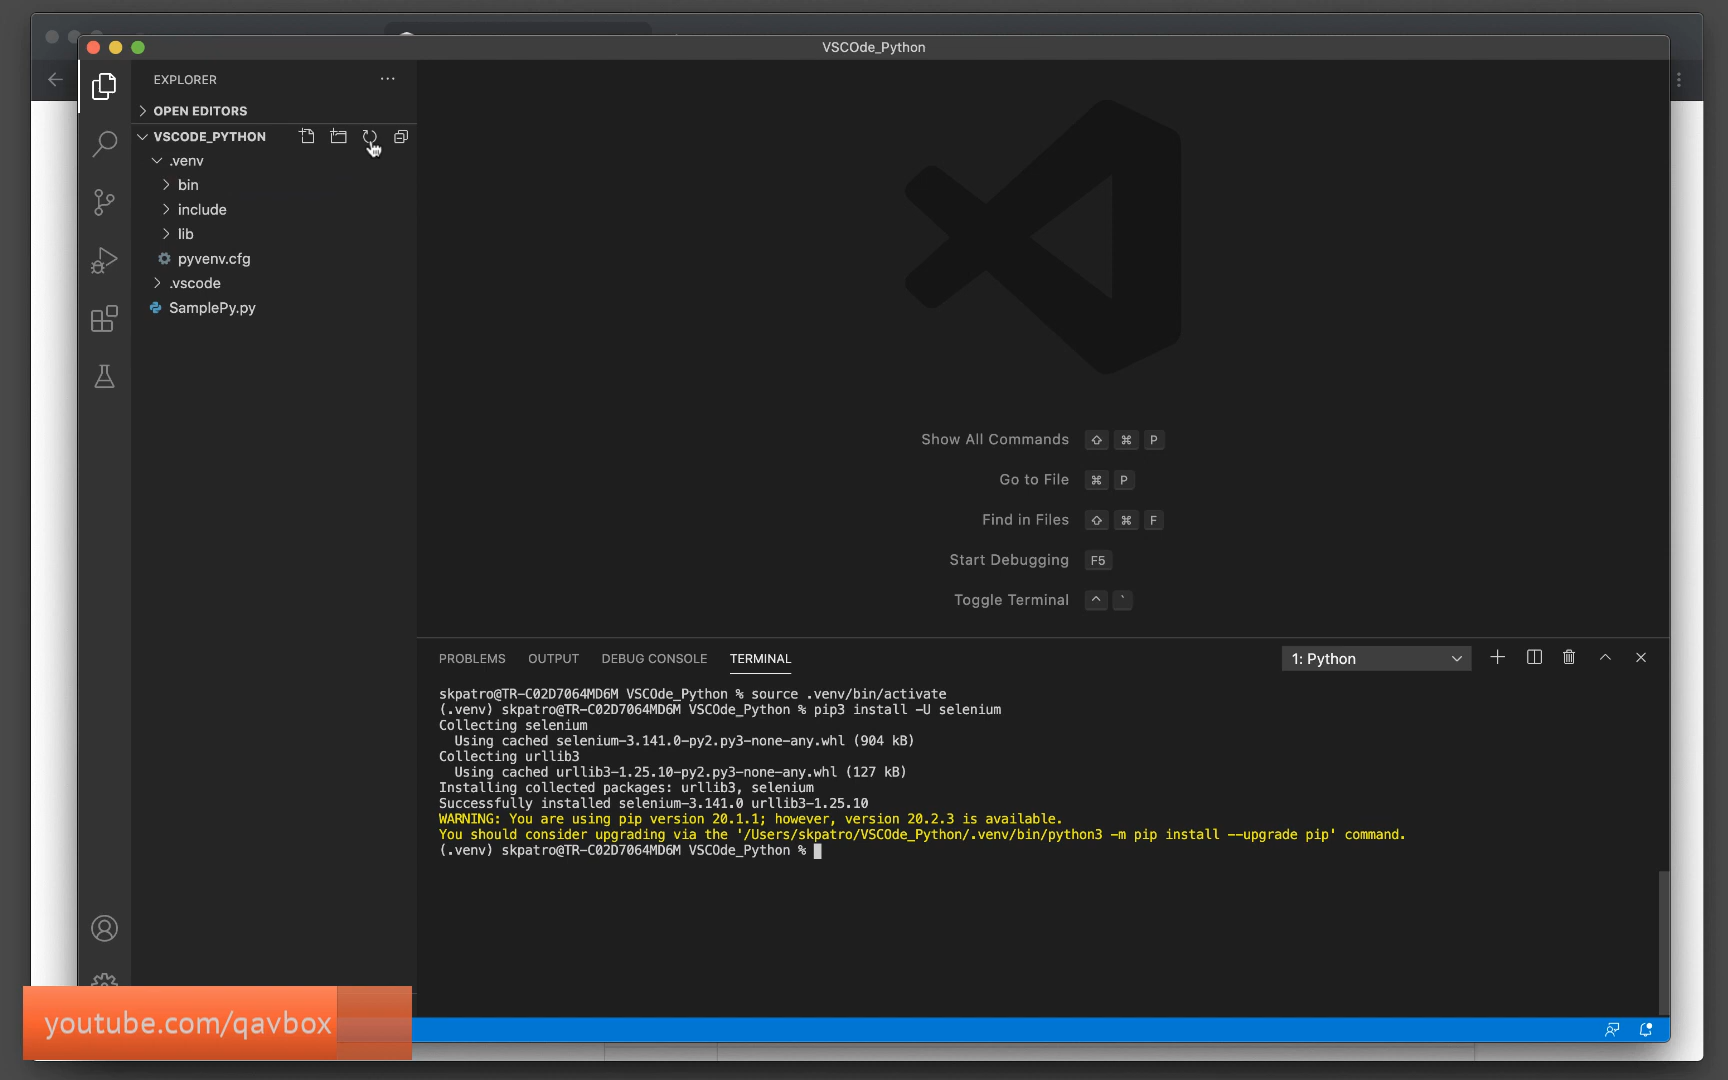 VSCOde_Python
EXPLORER
OPEN EDITORS
VSCODE_PYTHON
.venv
bin
include
lib
pyvenv.cfg
.vscode
SamplePy.py
Show All Commands ⇧ ⌘ P
Go to File ⌘ P
Find in Files ⇧ ⌘ F
Start Debugging F5
Toggle Terminal ^ `
PROBLEMS OUTPUT DEBUG CONSOLE TERMINAL 1: Python
skpatro@TR-C02D7064MD6M VSCOde_Python % source .venv/bin/activate
(.venv) skpatro@TR-C02D7064MD6M VSCOde_Python % pip3 install -U selenium
Collecting selenium
Using cached selenium-3.141.0-py2.py3-none-any.whl (904 kB)
Collecting urllib3
Using cached urllib3-1.25.10-py2.py3-none-any.whl (127 kB)
Installing collected packages: urllib3, selenium
Successfully installed selenium-3.141.0 urllib3-1.25.10
WARNING: You are using pip version 20.1.1; however, version 20.2.3 is available.
You should consider upgrading via the '/Users/skpatro/VSCOde_Python/.venv/bin/python3 -m pip install --upgrade pip' command.
(.venv) skpatro@TR-C02D7064MD6M VSCOde_Python %
youtube.com/qavbox